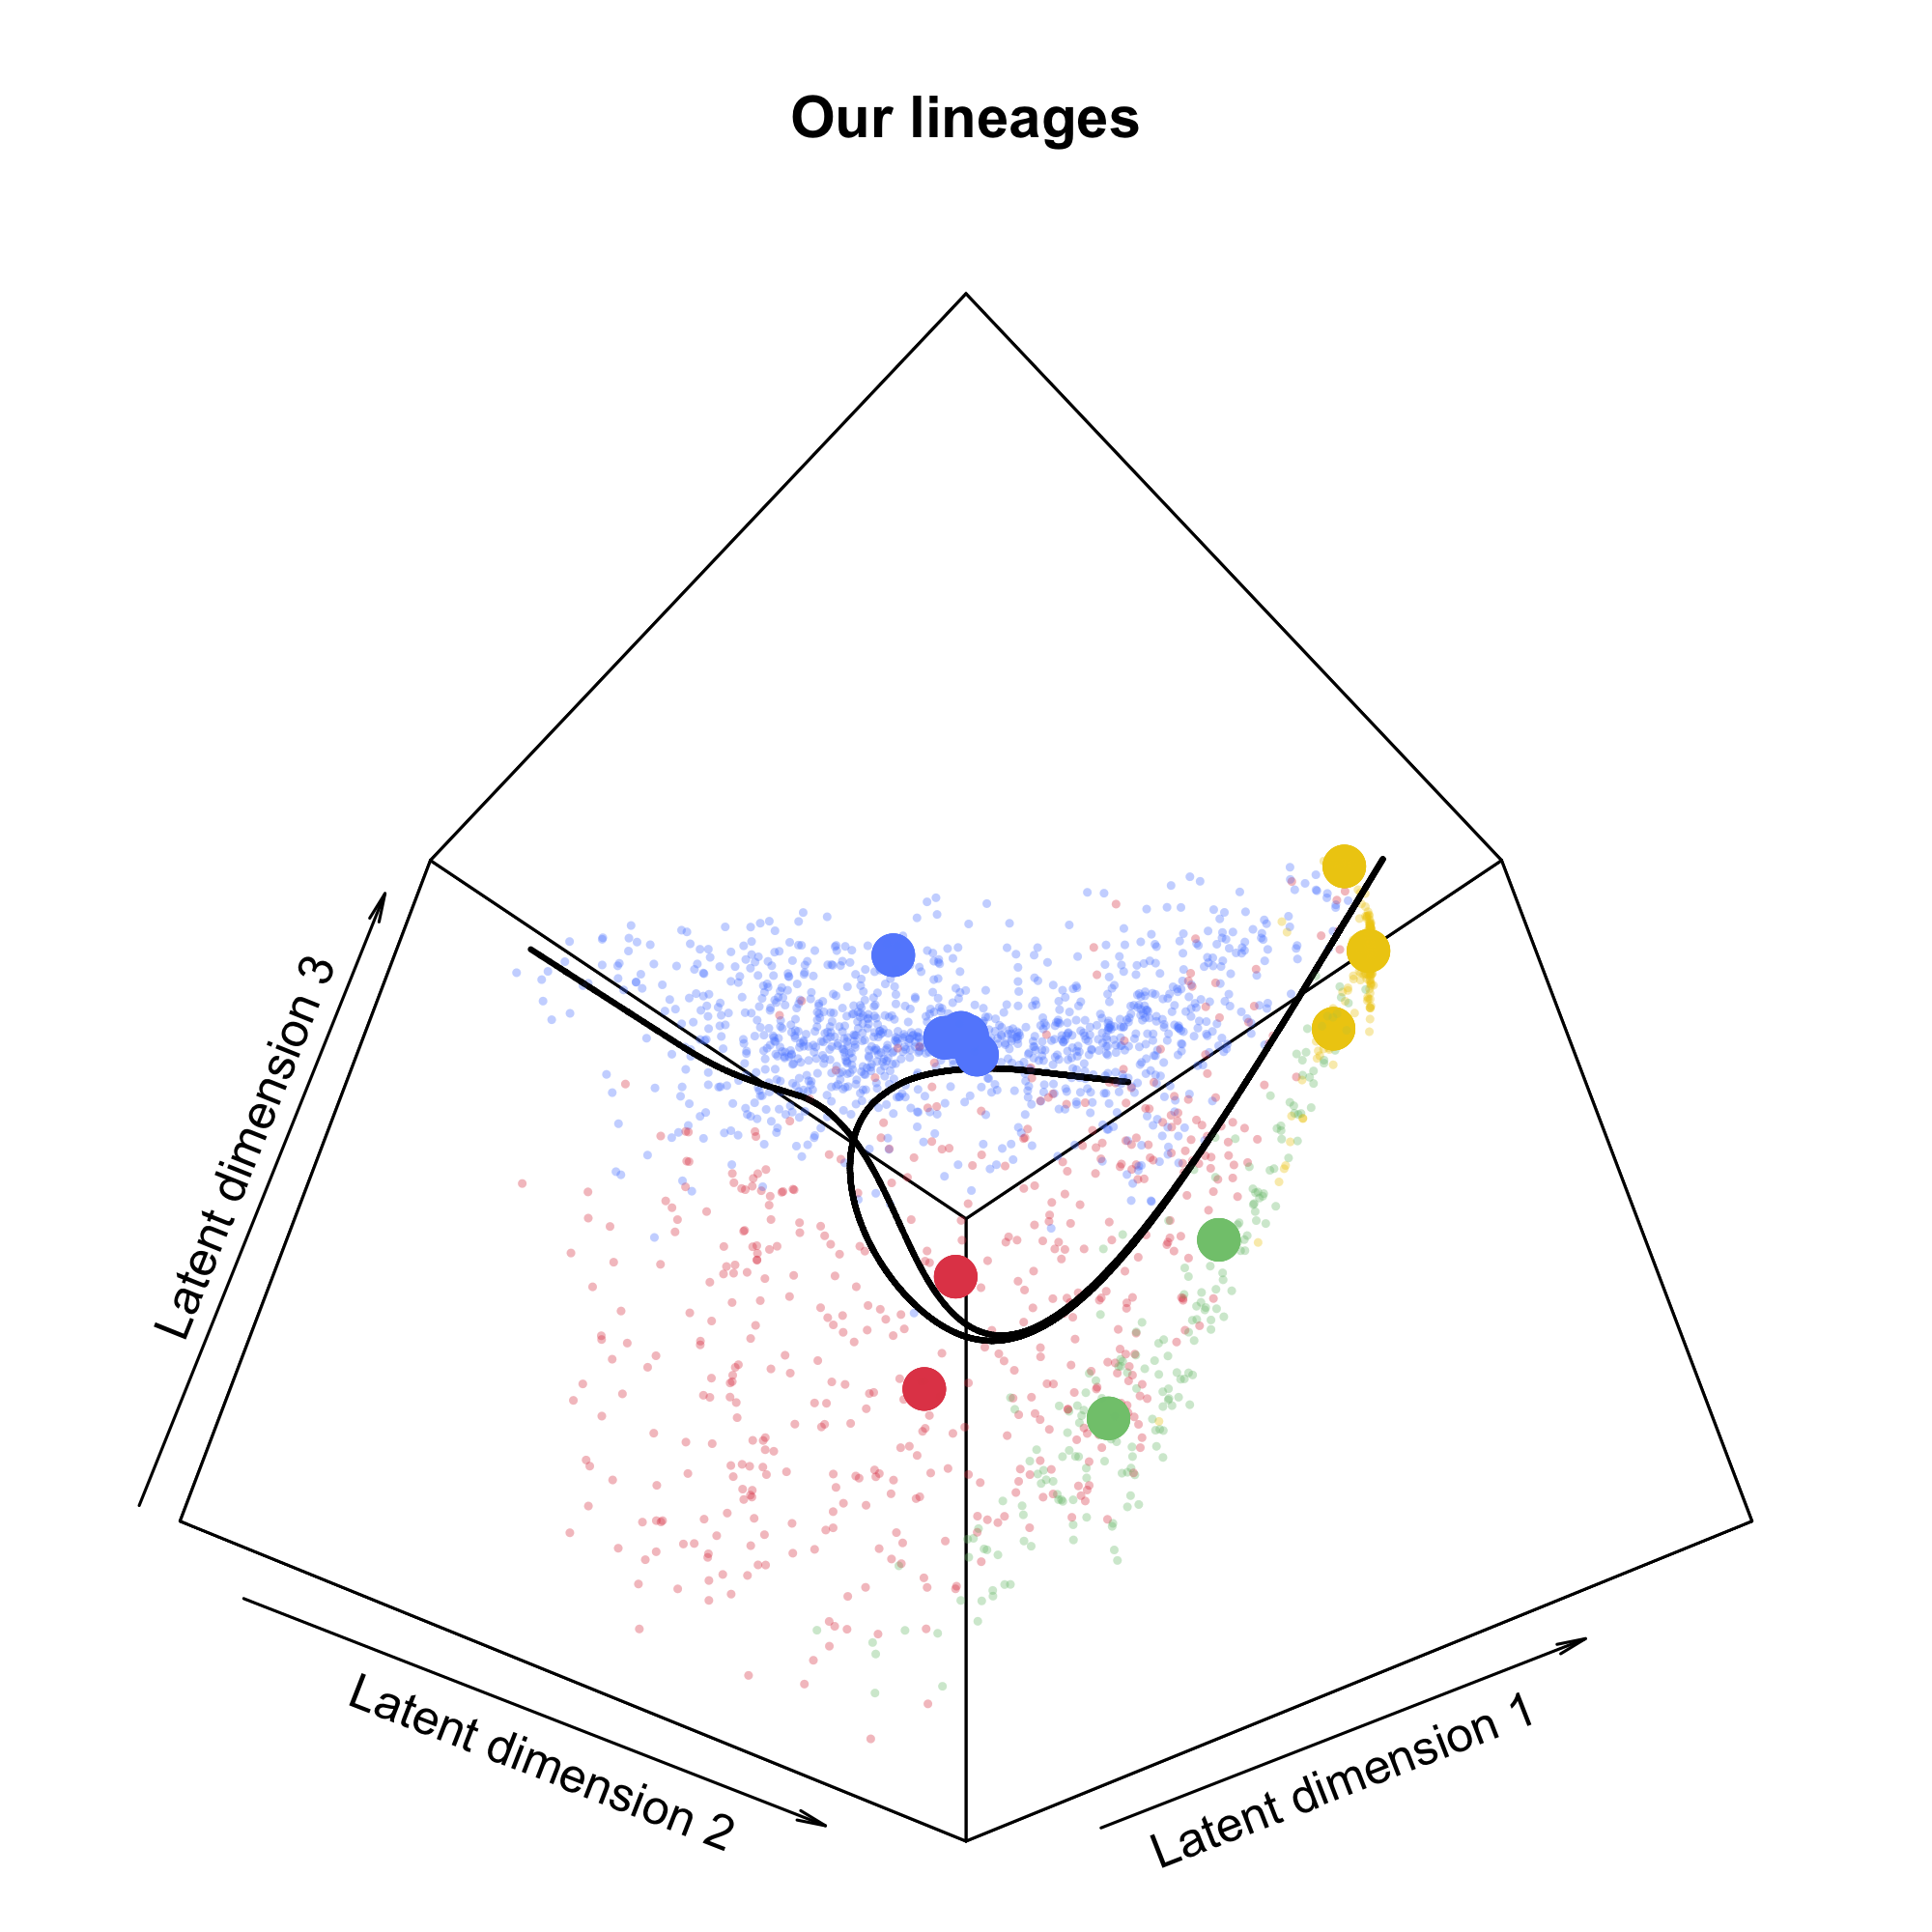 Our lineages
Latent dimension 3
Latent dimension 2
Latent dimension 1